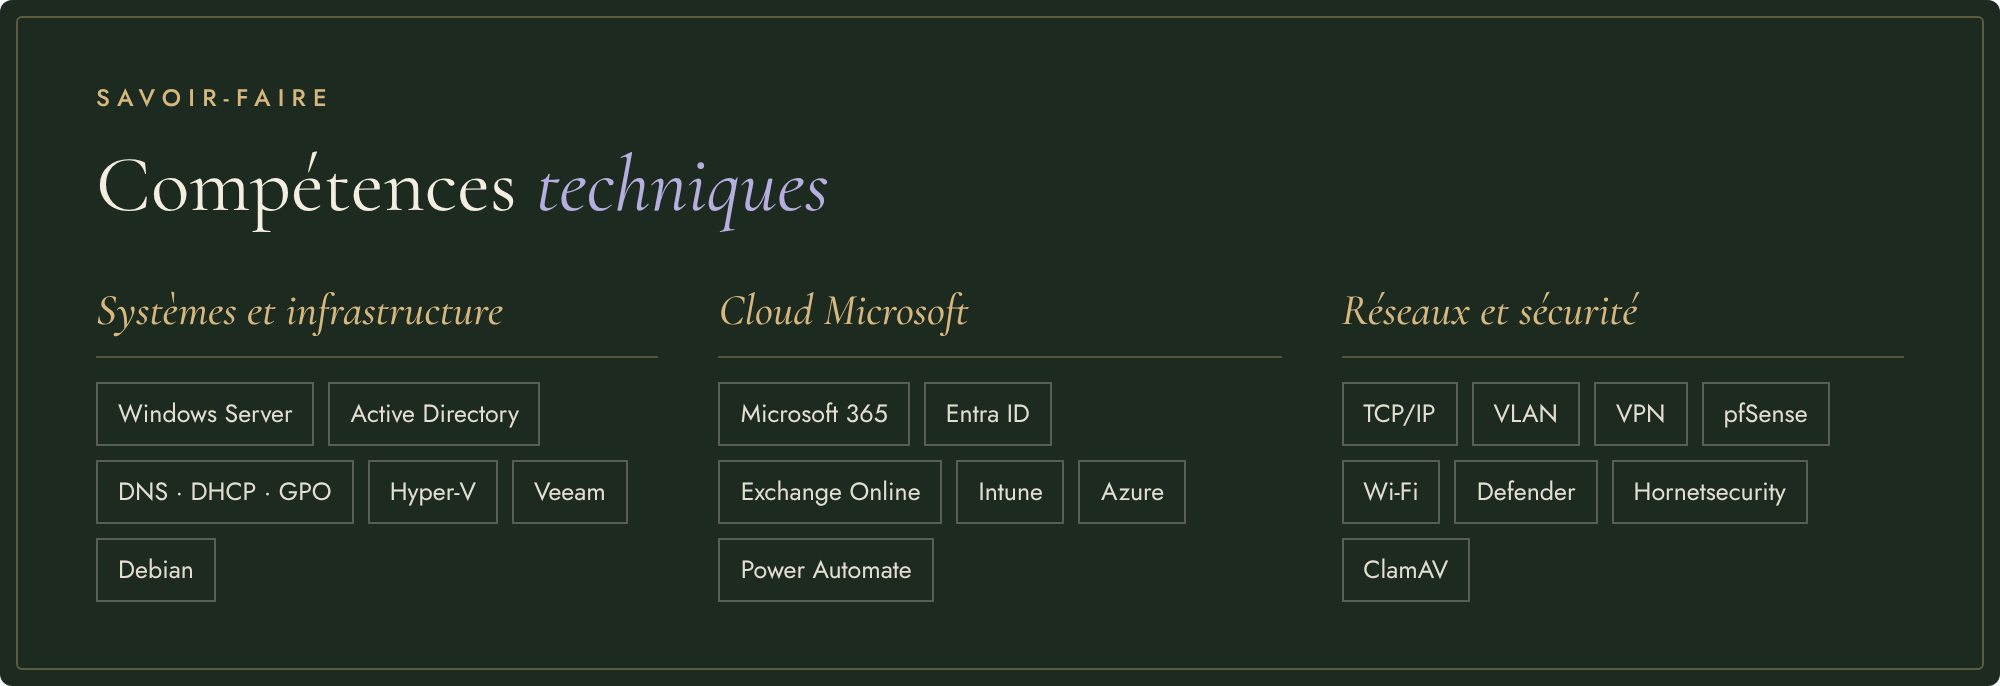 SAVOIR-FAIRE
Compétences techniques
Systèmes et infrastructure
Windows Server
Active Directory
DNS · DHCP · GPO
Hyper-V
Veeam
Debian
Cloud Microsoft
Microsoft 365
Entra ID
Exchange Online
Intune
Azure
Power Automate
Réseaux et sécurité
TCP/IP
VLAN
VPN
pfSense
Wi-Fi
Defender
Hornetsecurity
ClamAV